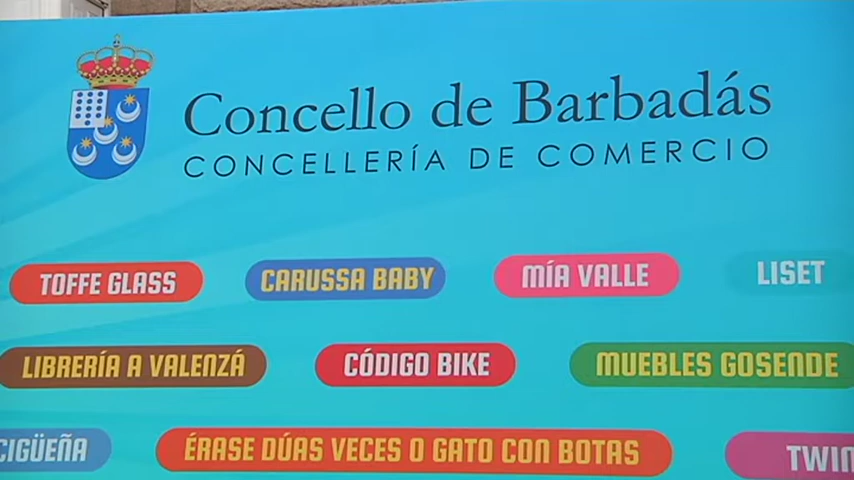 Concello de Barbadás
CONCELLERÍA DE COMERCIO
TOFFE GLASS
CARUSSA BABY
MÍA VALLE
LISET
LIBRERÍA A VALENZÁ
CÓDIGO BIKE
MUEBLES GOSENDE
CIGÜEÑA
ÉRASE DÚAS VECES O GATO CON BOTAS
TWIN